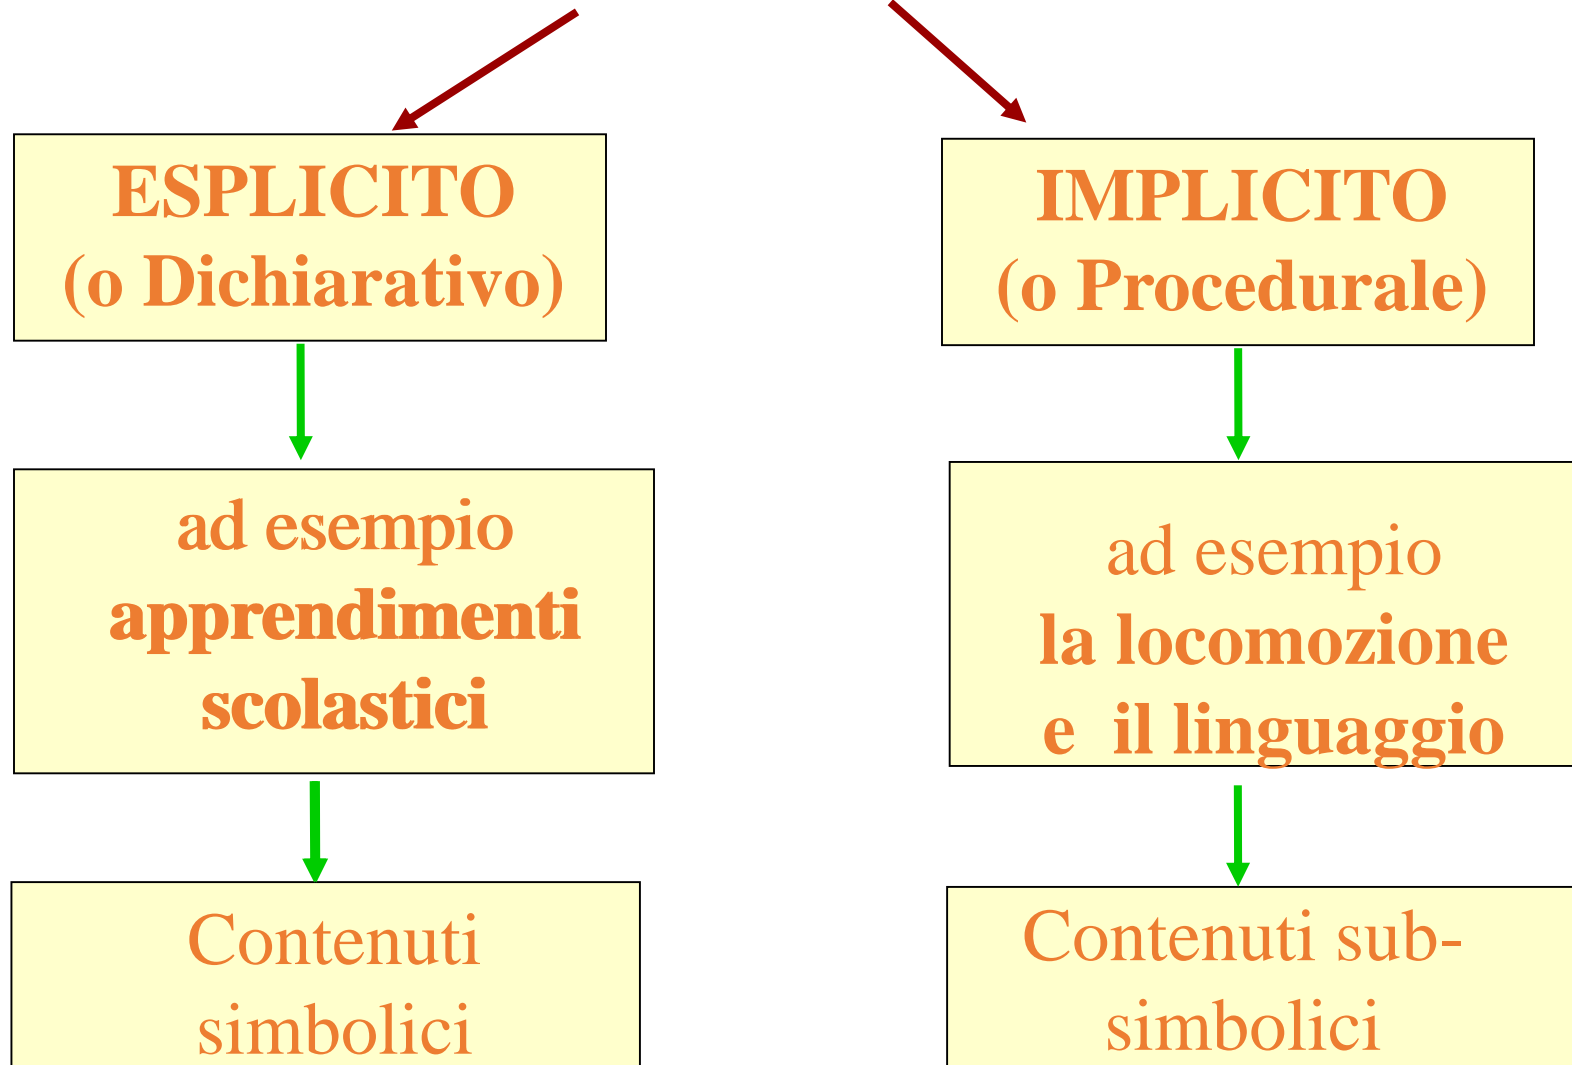 ESPLICITO
(o Dichiarativo)
ad esempio
apprendimenti
scolastici
Contenuti
simbolici
IMPLICITO
(o Procedurale)
ad esempio
la locomozione
e il linguaggio
Contenuti sub-
simbolici